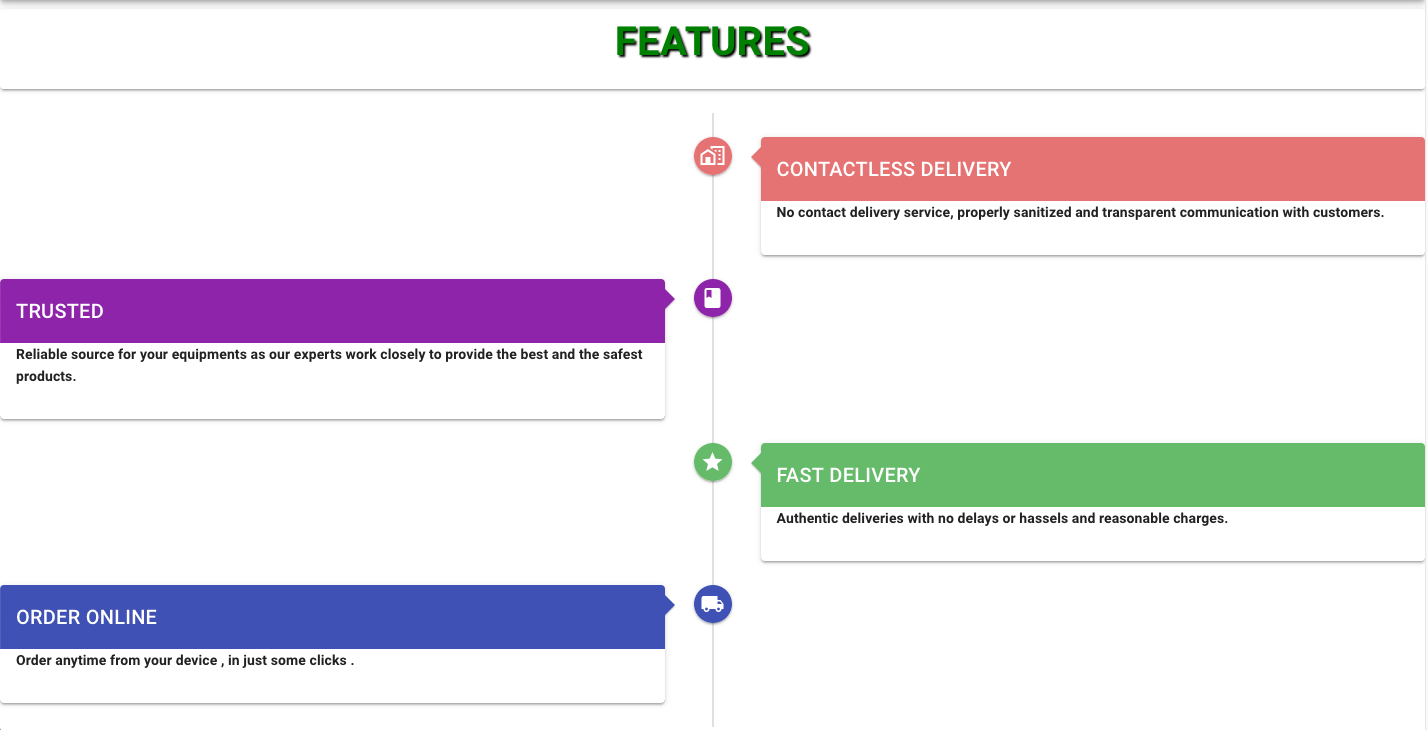 FEATURES
CONTACTLESS DELIVERY
No contact delivery service, properly sanitized and transparent communication with customers.
TRUSTED
Reliable source for your equipments as our experts work closely to provide the best and the safest
products.
FAST DELIVERY
Authentic deliveries with no delays or hassels and reasonable charges.
ORDER ONLINE
Order anytime from your device , in just some clicks .